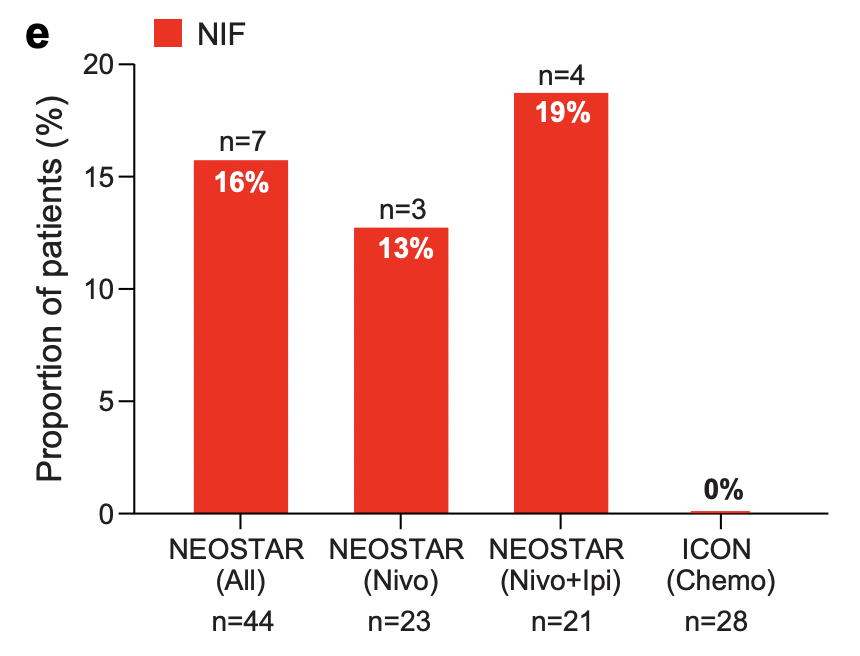 e
NIF
Proportion of patients (%)
20
15
10
5
0
n=7
16%
n=3
13%
n=4
19%
0%
NEOSTAR
(All)
n=44
NEOSTAR
(Nivo)
n=23
NEOSTAR
(Nivo+Ipi)
n=21
ICON
(Chemo)
n=28